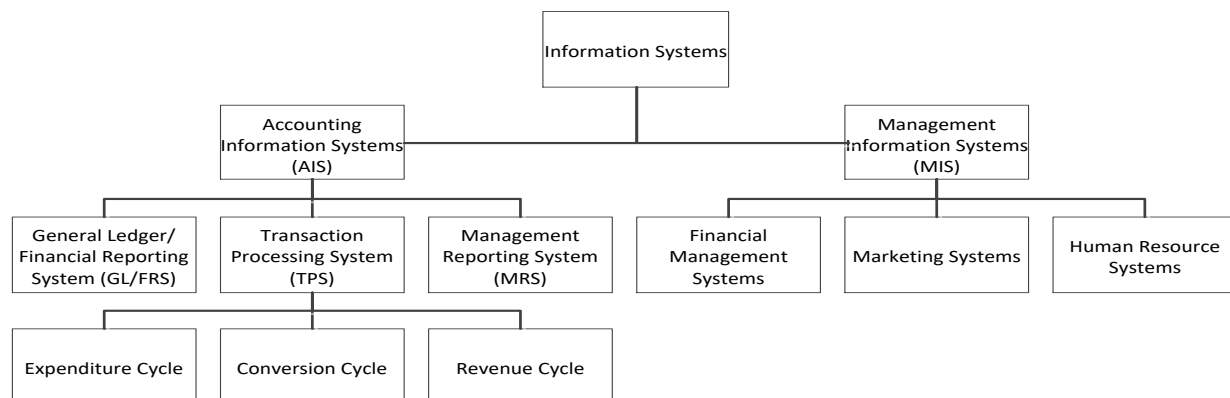 Information Systems
Accounting
Information Systems
(AIS)
Management
Information Systems
(MIS)
General Ledger/
Financial Reporting
System (GL/FRS)
Transaction
Processing System
(TPS)
Management
Reporting System
(MRS)
Financial
Management
Systems
Marketing Systems
Human Resource
Systems
Expenditure Cycle
Conversion Cycle
Revenue Cycle